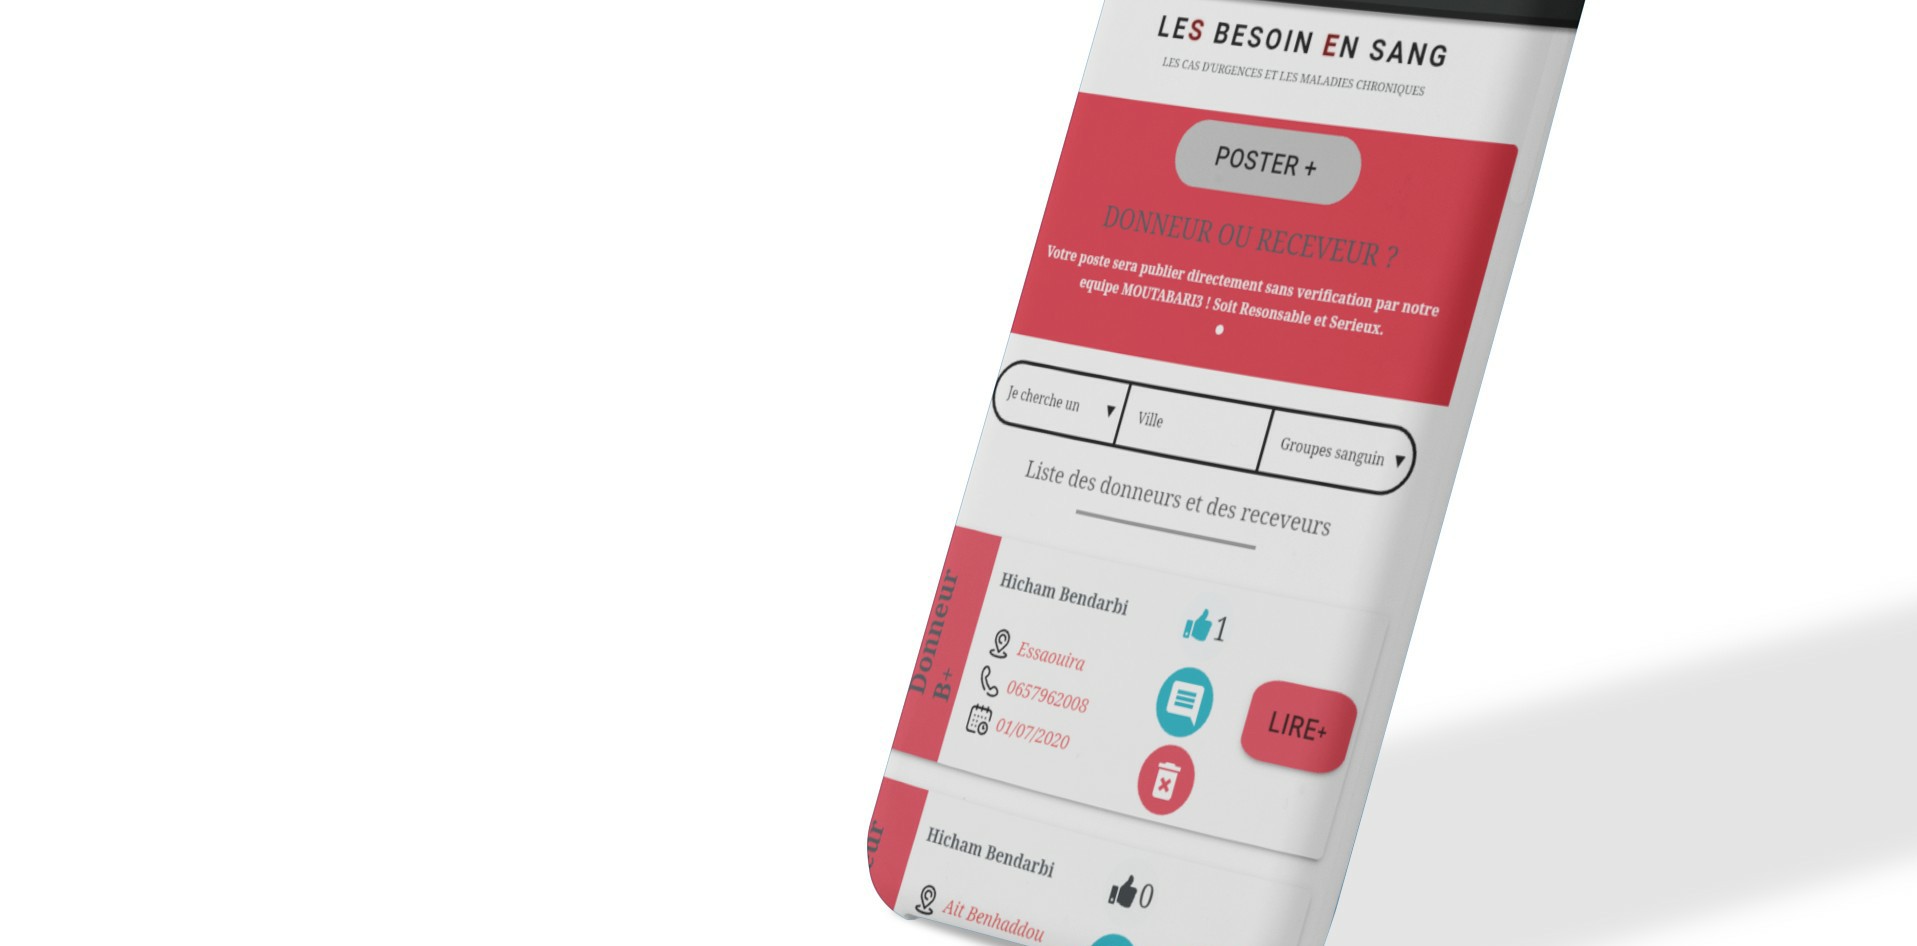 LES BESOIN EN SANG
LES CAS D'URGENCES ET LES MALADIES CHRONIQUES
POSTER +
DONNEUR OU RECEVEUR ?
Votre poste sera publier directement sans verification par notre
equipe MOUTABARI3 ! Soit Resonsable et Serieux.
Je cherche un
Ville
Groupes sanguin
Liste des donneurs et des receveurs
Donneur
B+
Hicham Bendarbi
1
Essaouira
0657962008
01/07/2020
LIRE+
Hicham Bendarbi
0
Ait Benhaddou